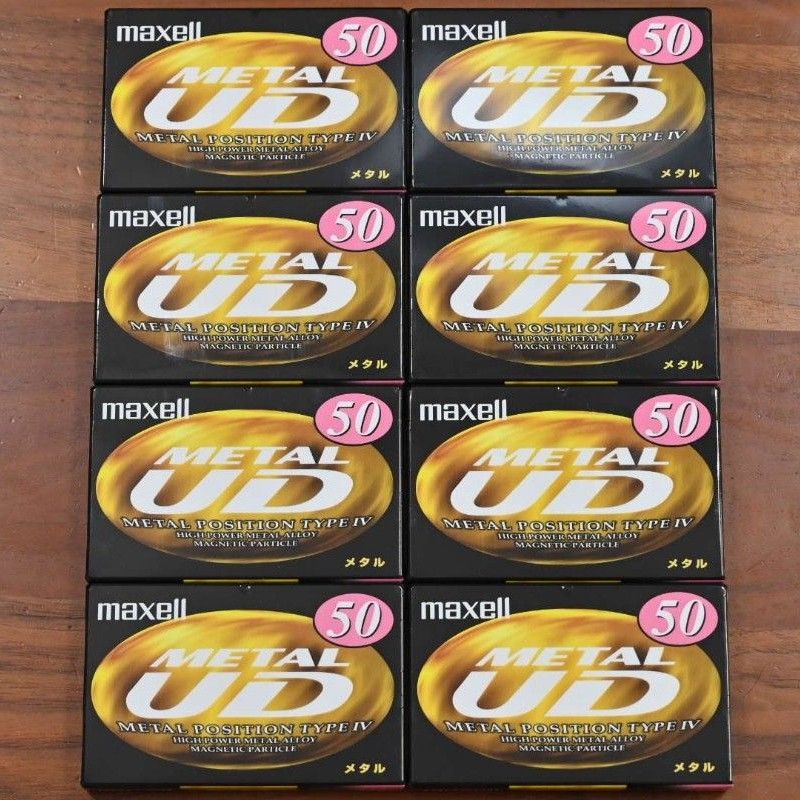 maxell 50
METAL
UD
METAL POSITION TYPE IV
HIGH POWER METAL ALLOY
MAGNETIC PARTICLE
メタル
maxell 50
METAL
UD
METAL POSITION TYPE IV
HIGH POWER METAL ALLOY
MAGNETIC PARTICLE
メタル
maxell 50
METAL
UD
METAL POSITION TYPE IV
HIGH POWER METAL ALLOY
MAGNETIC PARTICLE
メタル
maxell 50
METAL
UD
METAL POSITION TYPE IV
HIGH POWER METAL ALLOY
MAGNETIC PARTICLE
メタル
maxell 50
METAL
UD
METAL POSITION TYPE IV
HIGH POWER METAL ALLOY
MAGNETIC PARTICLE
メタル
maxell 50
METAL
UD
METAL POSITION TYPE IV
HIGH POWER METAL ALLOY
MAGNETIC PARTICLE
メタル
maxell 50
METAL
UD
METAL POSITION TYPE IV
HIGH POWER METAL ALLOY
MAGNETIC PARTICLE
メタル
maxell 50
METAL
UD
METAL POSITION TYPE IV
HIGH POWER METAL ALLOY
MAGNETIC PARTICLE
メタル